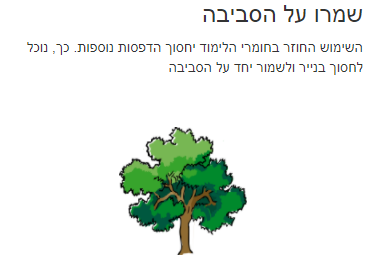 שמרו על הסביבה
השימוש החוזר בחומרי הלימוד יחסוך הדפסות נוספות. כך, נוכל
לחסוך בנייר ולשמור יחד על הסביבה